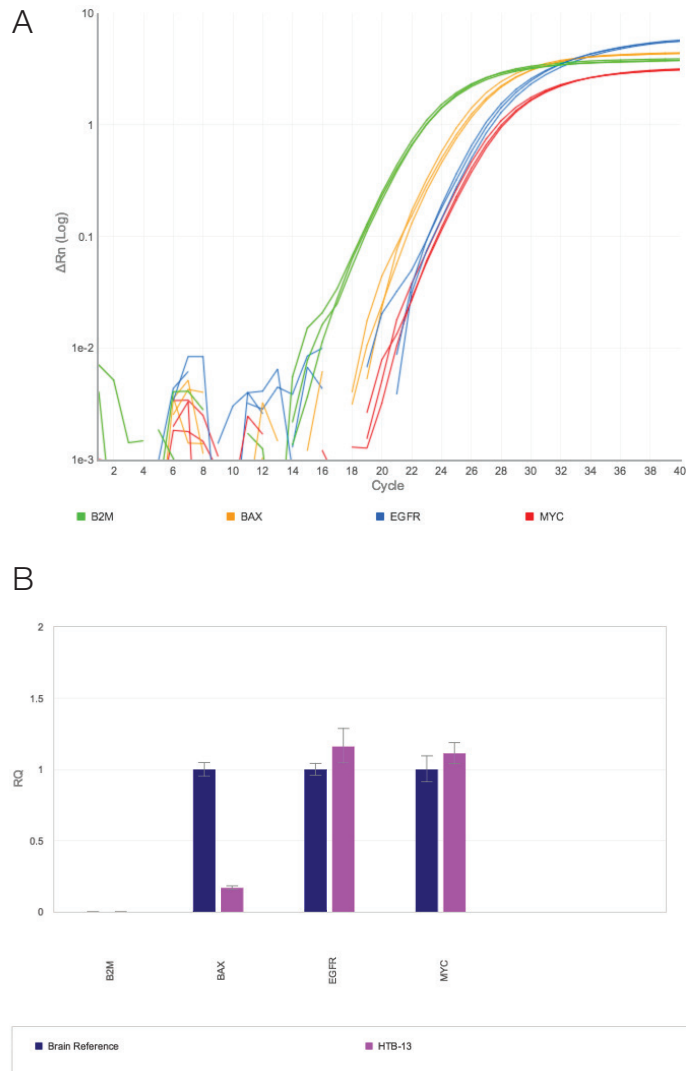 A
10
1
0.1
1e-2
1e-3
ΔRn (Log)
2 4 6 8 10 12 14 16 18 20 22 24 26 28 30 32 34 36 38 40
Cycle
B2M BAX EGFR MYC
B
2
1.5
1
0.5
0
RQ
B2M BAX EGFR MYC
Brain Reference HTB-13